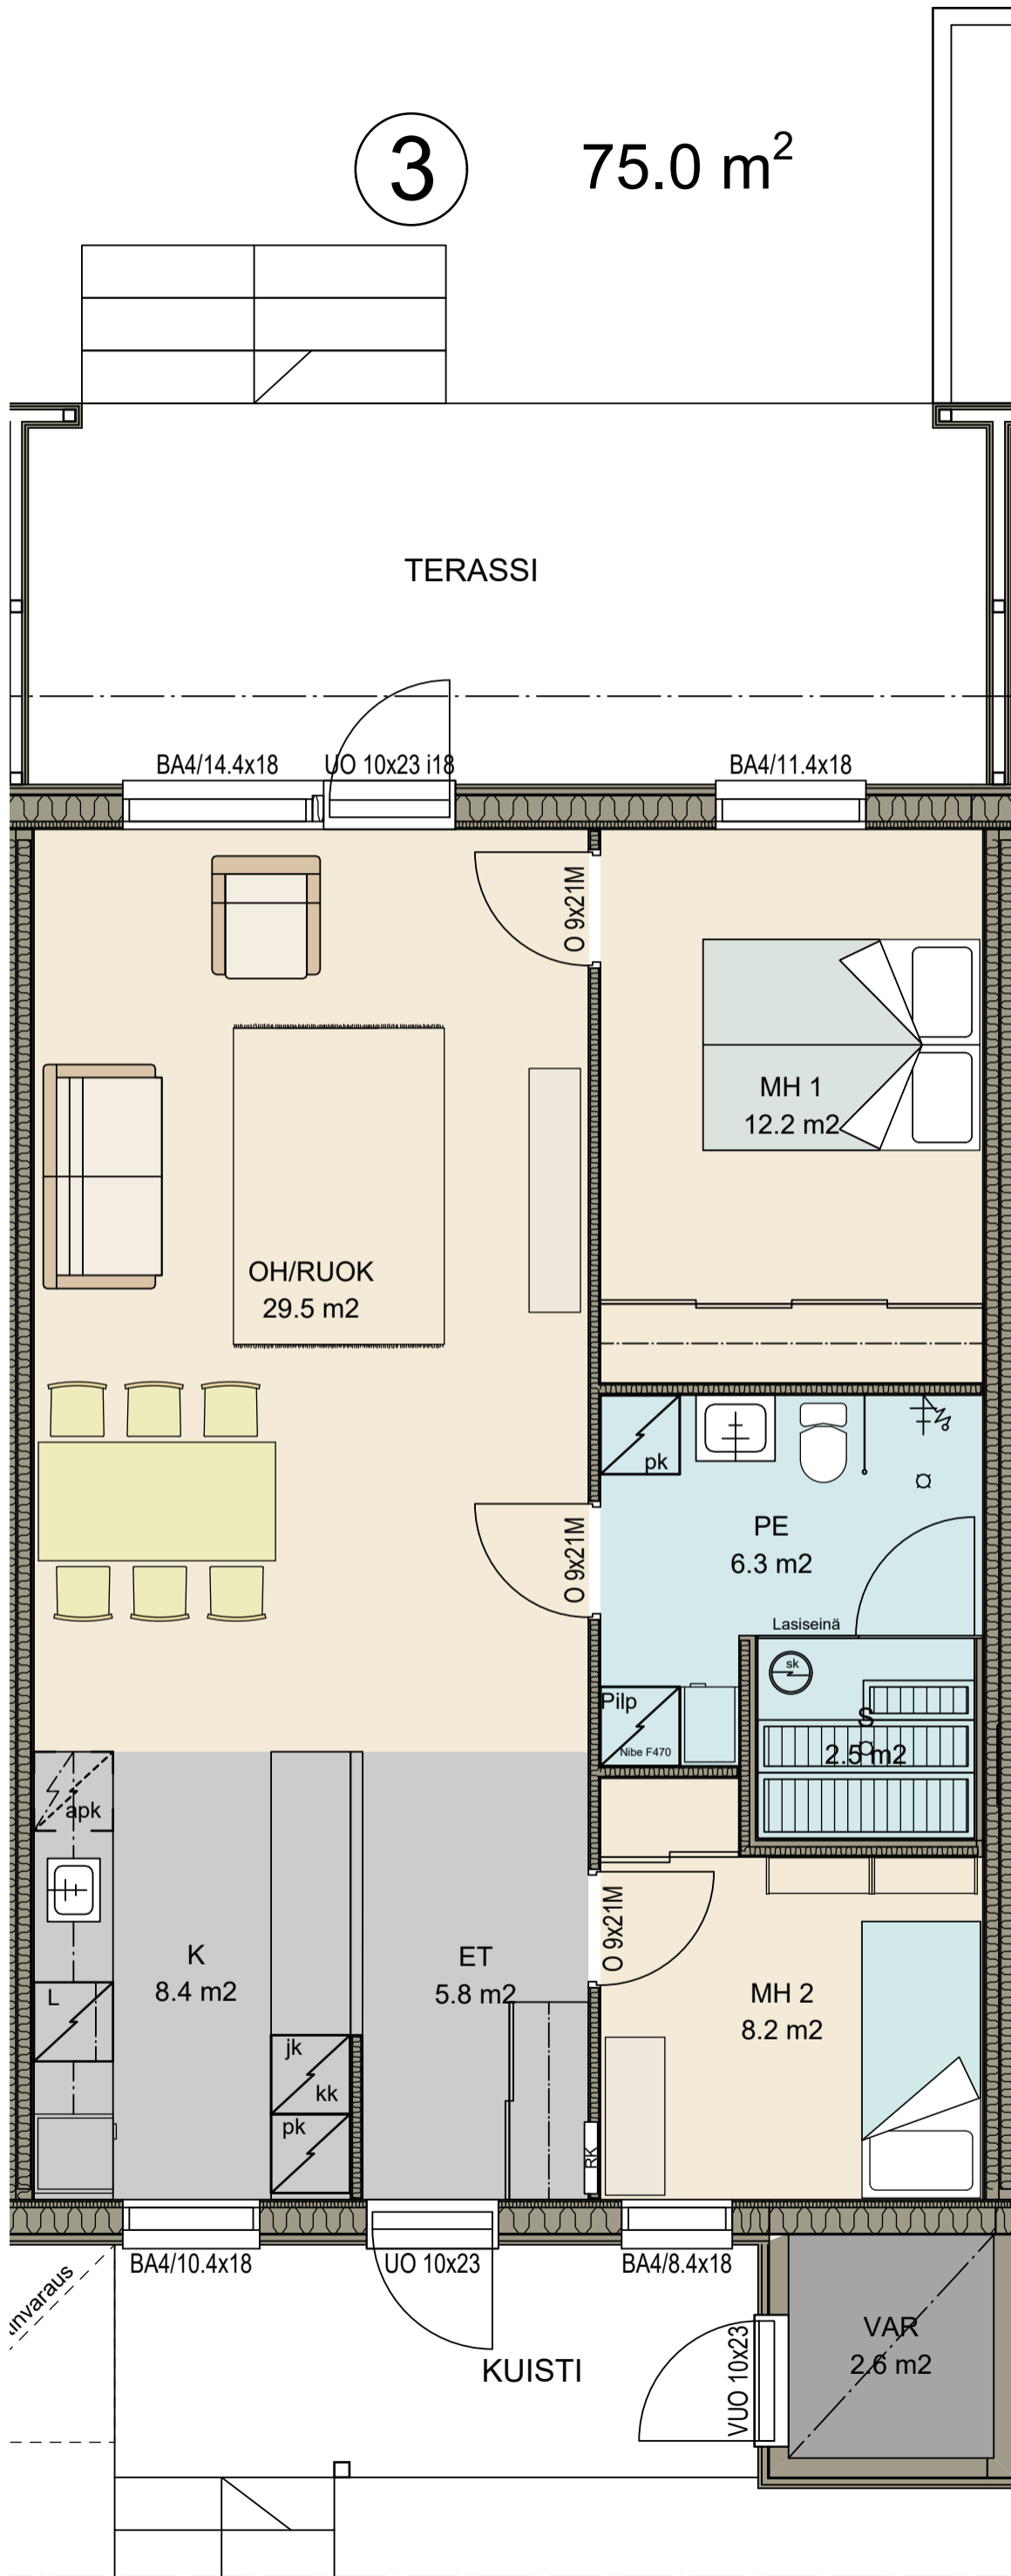 3 75.0 m²
TERASSI
BA4/14.4x18 UO 10x23 i18 BA4/11.4x18
O 9x21M
MH 1
12.2 m2
OH/RUOK
29.5 m2
pk
PE
6.3 m2
O 9x21M
Lasiseinä
sk
Pilp
Nibe F470
S
2.5 m2
apk
O 9x21M
K
8.4 m2
ET
5.8 m2
MH 2
8.2 m2
L
jk
kk
pk
RK
BA4/10.4x18 UO 10x23 BA4/8.4x18
VUO 10x23
VAR
2.6 m2
KUISTI